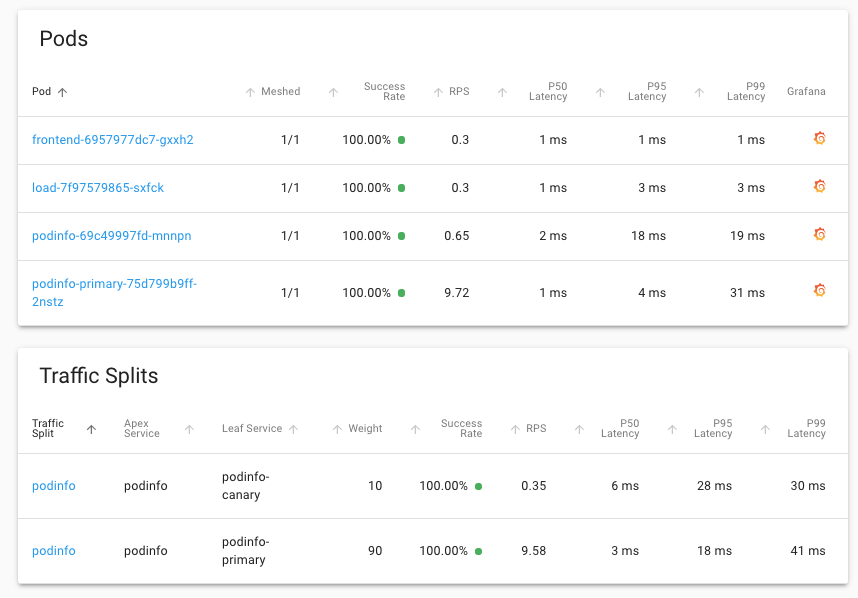 Pods
Pod Meshed Success Rate RPS P50 Latency P95 Latency P99 Latency Grafana
frontend-6957977dc7-gxxh2 1/1 100.00% 0.3 1 ms 1 ms 1 ms
load-7f97579865-sxfck 1/1 100.00% 0.3 1 ms 3 ms 3 ms
podinfo-69c49997fd-mnnpn 1/1 100.00% 0.65 2 ms 18 ms 19 ms
podinfo-primary-75d799b9ff-2nstz 1/1 100.00% 9.72 1 ms 4 ms 31 ms
Traffic Splits
Traffic Split Apex Service Leaf Service Weight Success Rate RPS P50 Latency P95 Latency P99 Latency
podinfo podinfo podinfo-canary 10 100.00% 0.35 6 ms 28 ms 30 ms
podinfo podinfo podinfo-primary 90 100.00% 9.58 3 ms 18 ms 41 ms